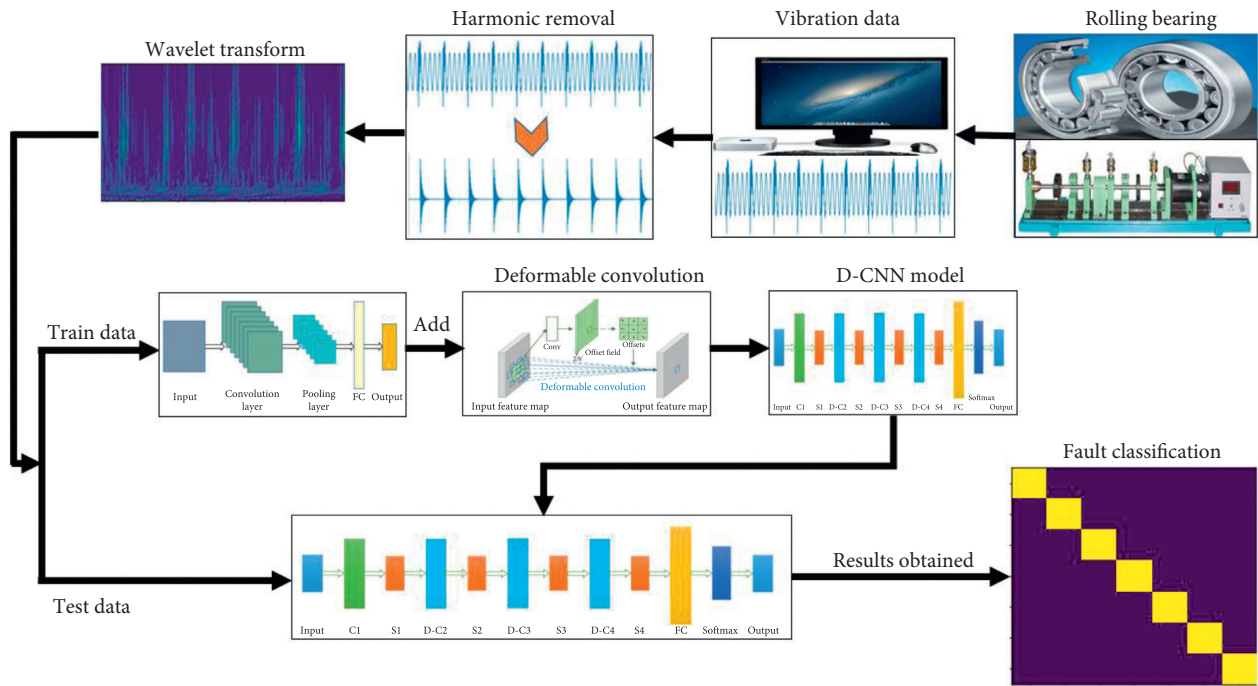 Rolling bearing
Vibration data
Harmonic removal
Wavelet transform
Train data
Input
Convolution
layer
Pooling
layer
FC
Output
Add
Deformable convolution
Conv
2N
Offset field
Offsets
Deformable convolution
Input feature map
Output feature map
D-CNN model
Input
C1
S1
D-C2
S2
D-C3
S3
D-C4
S4
FC
Softmax
Output
Test data
Input
C1
S1
D-C2
S2
D-C3
S3
D-C4
S4
FC
Softmax
Output
Results obtained
Fault classification